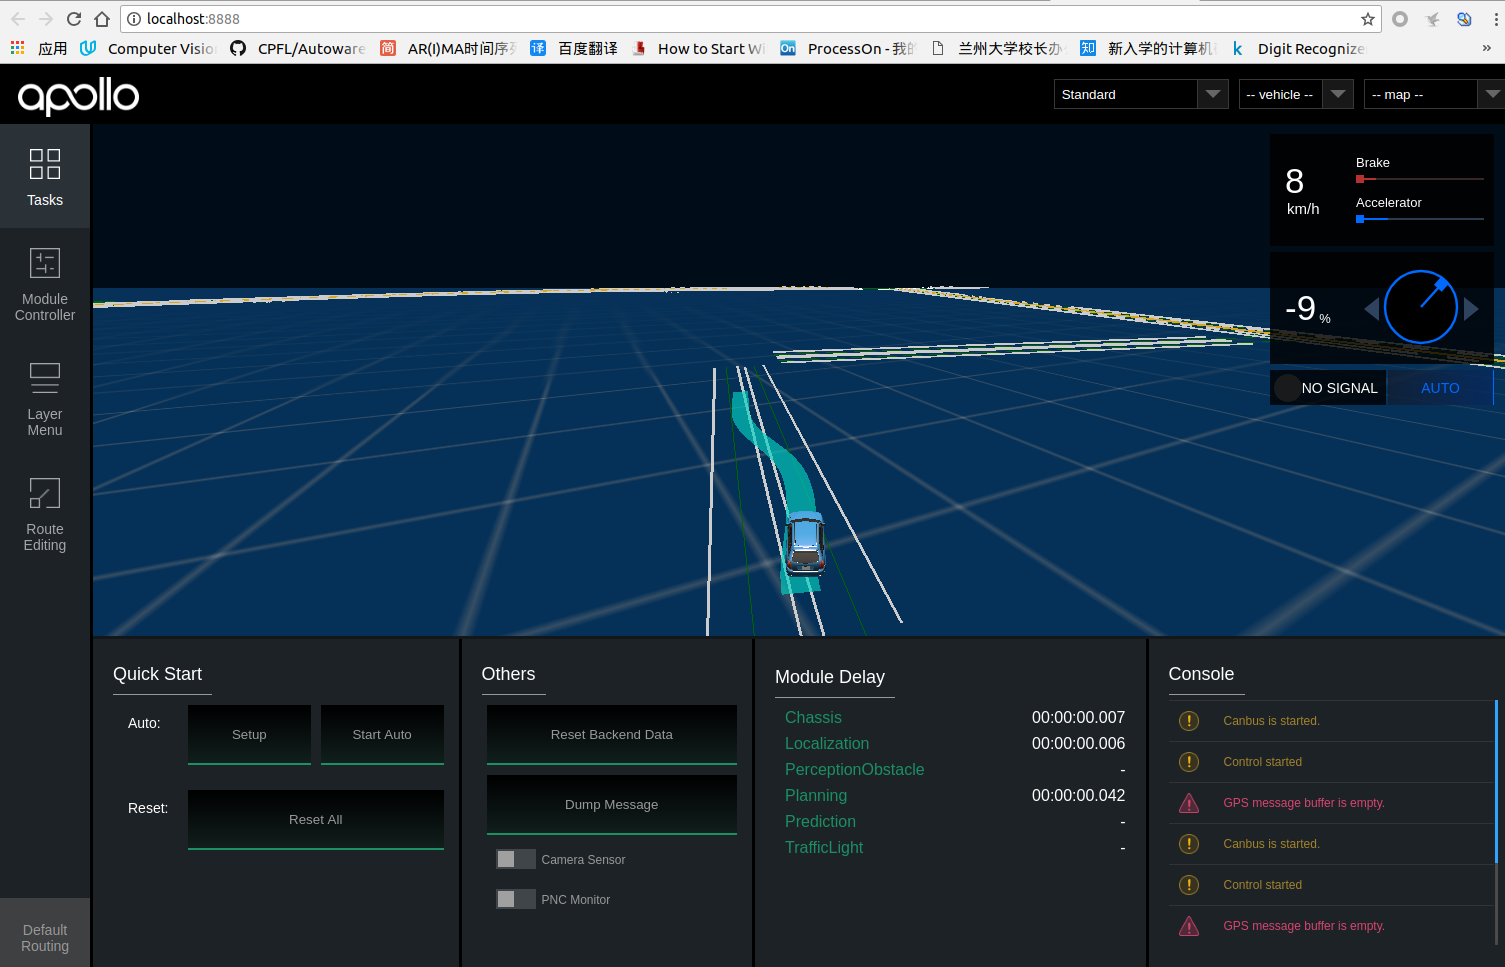 localhost:8888
应用
Computer Visio
CPFL/Autoware
AR(I)MA时间序列
百度翻译
How to Start Wi
ProcessOn - 我的
兰州大学校长办
新入学的计算机
Digit Recognize
»
apollo
Standard
-- vehicle --
-- map --
Tasks
Module
Controller
Layer
Menu
Route
Editing
Default
Routing
8
km/h
Brake
Accelerator
-9 %
NO SIGNAL
AUTO
Quick Start
Auto:
Setup
Start Auto
Reset:
Reset All
Others
Reset Backend Data
Dump Message
Camera Sensor
PNC Monitor
Module Delay
Chassis 00:00:00.007
Localization 00:00:00.006
PerceptionObstacle -
Planning 00:00:00.042
Prediction -
TrafficLight -
Console
Canbus is started.
Control started
GPS message buffer is empty.
Canbus is started.
Control started
GPS message buffer is empty.